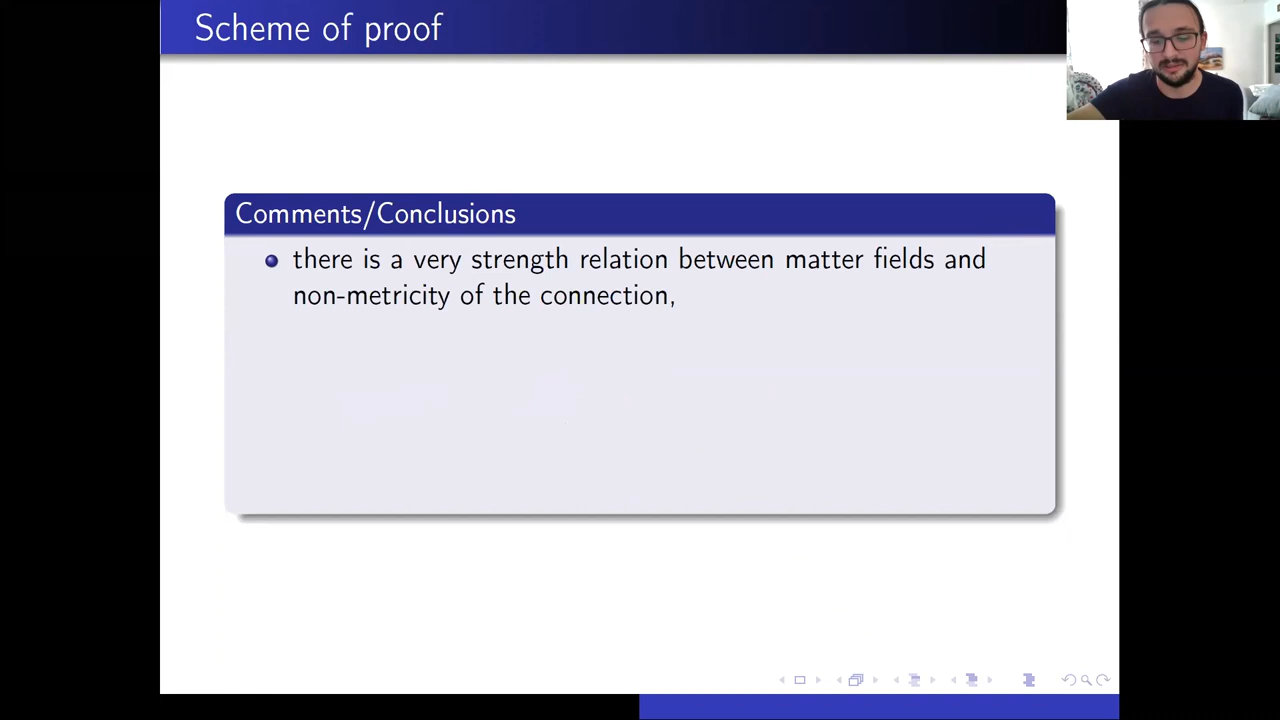 Scheme of proof
Comments/Conclusions
there is a very strength relation between matter fields and
non-metricity of the connection,